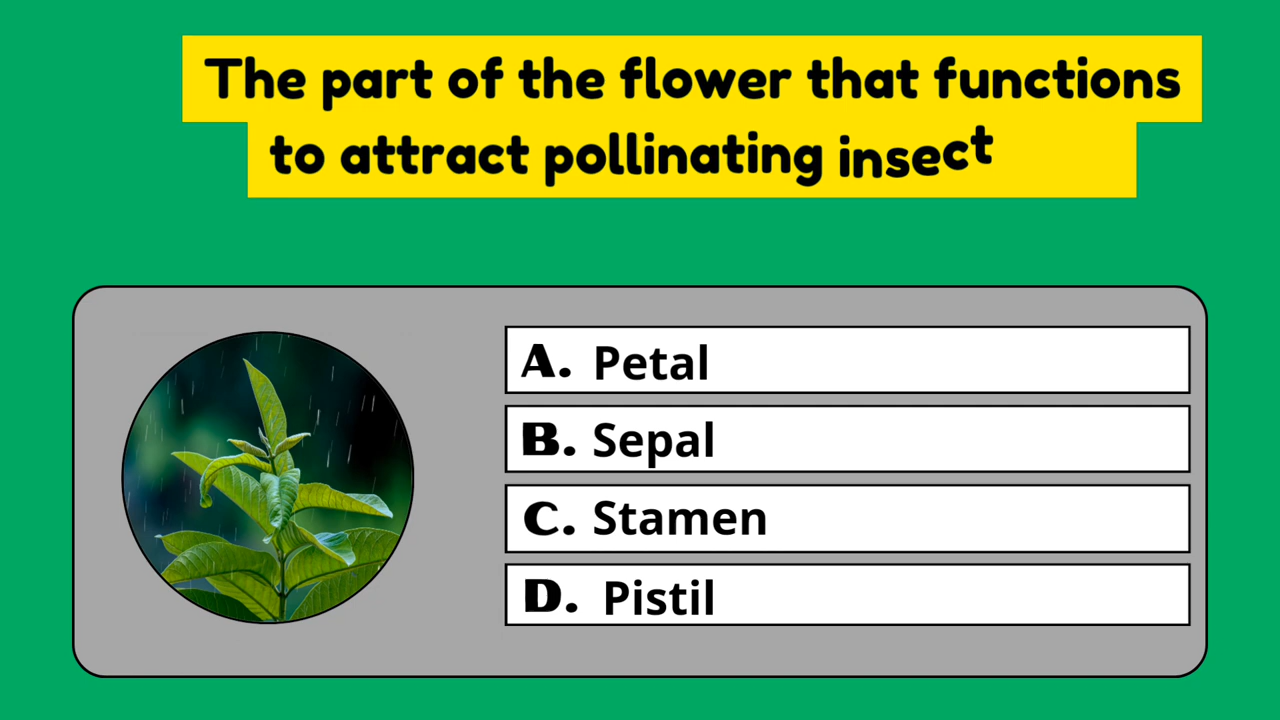 The part of the flower that functions
to attract pollinating insect
A. Petal
B. Sepal
C. Stamen
D. Pistil